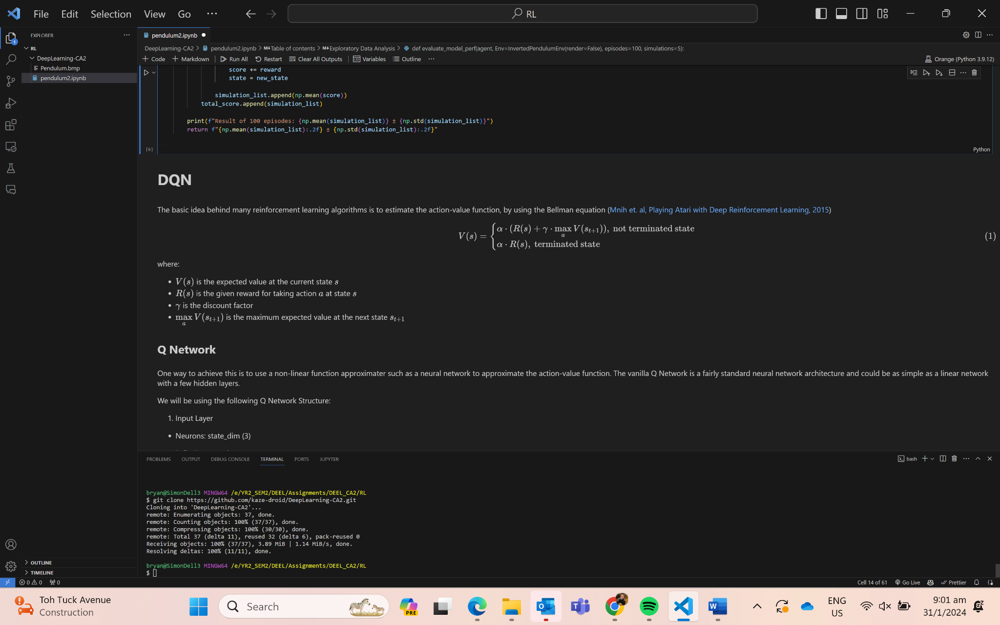 File Edit Selection View Go ··· RL
EXPLORER ···
RL
DeepLearning-CA2
Pendulum.bmp
pendulum2.ipynb
OUTLINE
TIMELINE
pendulum2.ipynb
DeepLearning-CA2 > pendulum2.ipynb > M↓Table of contents > M↓Exploratory Data Analysis > def evaluate_model_perf(agent, Env=InvertedPendulumEnv(render=False), episodes=100, simulations=5):
+ Code + Markdown | Run All Restart Clear All Outputs | Variables Outline ··· Orange (Python 3.9.12)
score += reward
state = new_state
simulation_list.append(np.mean(score))
total_score.append(simulation_list)
print(f"Result of 100 episodes: {np.mean(simulation_list)} ± {np.std(simulation_list)}")
return f"{np.mean(simulation_list):.2f} ± {np.std(simulation_list):.2f}"
[6] Python
DQN
The basic idea behind many reinforcement learning algorithms is to estimate the action-value function, by using the Bellman equation (Mnih et. al, Playing Atari with Deep Reinforcement Learning, 2015)
V(s) = { α · (R(s) + γ · max_a V(s_{t+1})), not terminated state
α · R(s), terminated state (1)
where:
• V(s) is the expected value at the current state s
• R(s) is the given reward for taking action a at state s
• γ is the discount factor
• max_a V(s_{t+1}) is the maximum expected value at the next state s_{t+1}
Q Network
One way to achieve this is to use a non-linear function approximater such as a neural network to approximate the action-value function. The vanilla Q Network is a fairly standard neural network architecture and could be as simple as a linear network
with a few hidden layers.
We will be using the following Q Network Structure:
1. Input Layer
• Neurons: state_dim (3)
PROBLEMS OUTPUT DEBUG CONSOLE TERMINAL PORTS JUPYTER bash
bryan@SimonDell3 MINGW64 /e/YR2_SEM2/DEEL/Assignments/DEEL_CA2/RL
$ git clone https://github.com/kaze-droid/DeepLearning-CA2.git
Cloning into 'DeepLearning-CA2'...
remote: Enumerating objects: 37, done.
remote: Counting objects: 100% (37/37), done.
remote: Compressing objects: 100% (30/30), done.
remote: Total 37 (delta 11), reused 32 (delta 6), pack-reused 0
Receiving objects: 100% (37/37), 3.89 MiB | 1.14 MiB/s, done.
Resolving deltas: 100% (11/11), done.
bryan@SimonDell3 MINGW64 /e/YR2_SEM2/DEEL/Assignments/DEEL_CA2/RL
$
0 0 0 Cell 14 of 61 Go Live Prettier
Toh Tuck Avenue
Construction
Search
PRE
ENG
US
9:01 am
31/1/2024